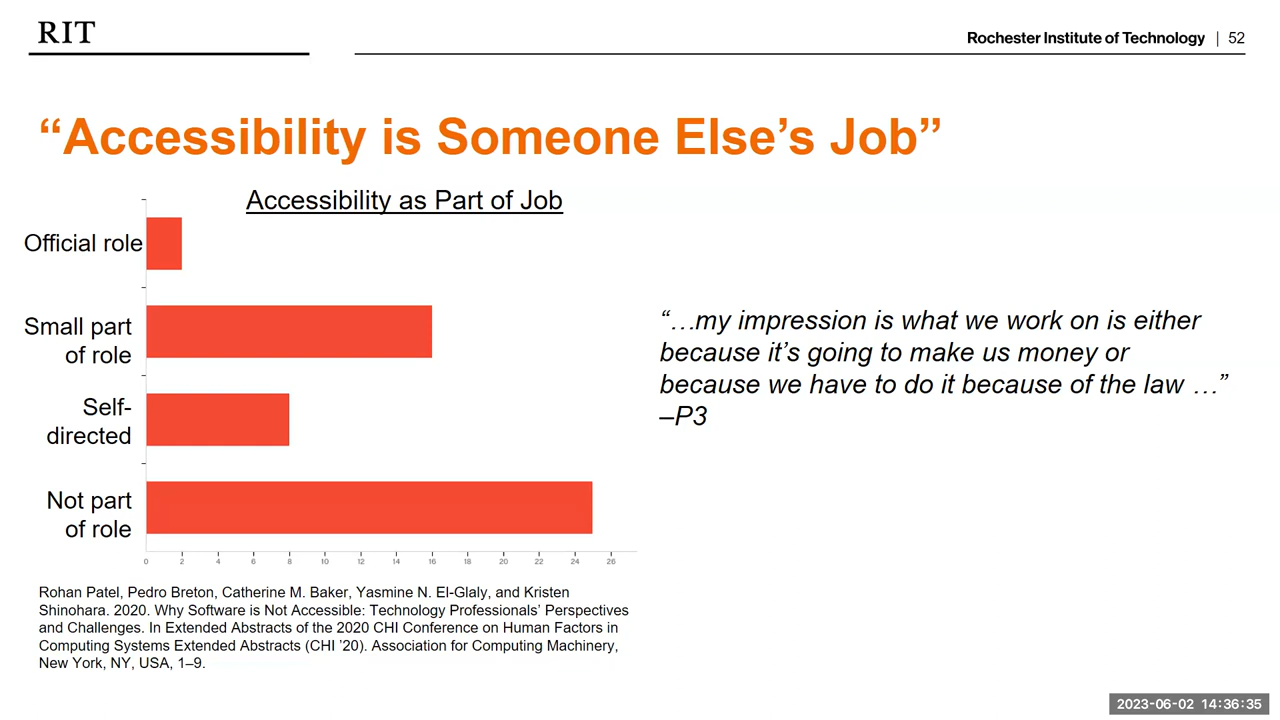 RIT
Rochester Institute of Technology | 52
“Accessibility is Someone Else’s Job”
Accessibility as Part of Job
Official role
Small part
of role
Self-
directed
Not part
of role
0 2 4 6 8 10 12 14 16 18 20 22 24 26
“…my impression is what we work on is either
because it’s going to make us money or
because we have to do it because of the law …”
–P3
Rohan Patel, Pedro Breton, Catherine M. Baker, Yasmine N. El-Glaly, and Kristen
Shinohara. 2020. Why Software is Not Accessible: Technology Professionals’ Perspectives
and Challenges. In Extended Abstracts of the 2020 CHI Conference on Human Factors in
Computing Systems Extended Abstracts (CHI ’20). Association for Computing Machinery,
New York, NY, USA, 1–9.
2023-06-02 14:36:35